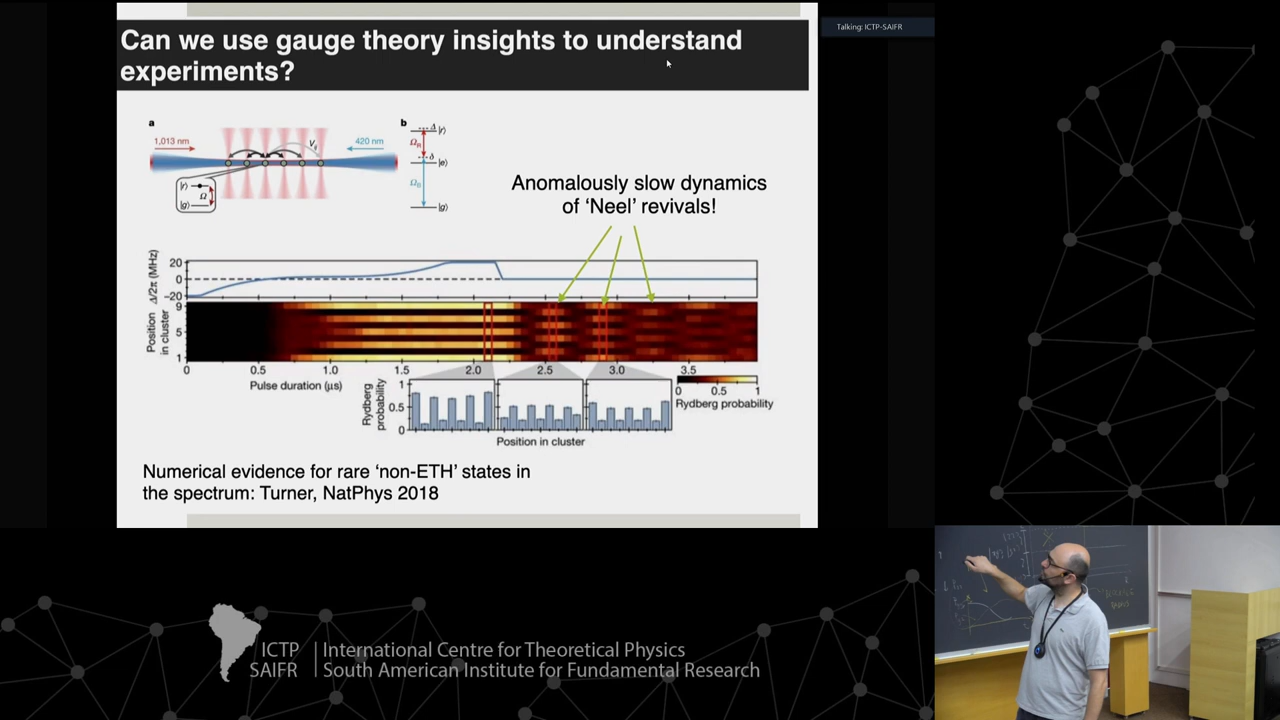 Talking: ICTP-SAIFR
Can we use gauge theory insights to understand
experiments?
a
b
1,013 nm
420 nm
|r⟩
|g⟩
Ω
|r⟩
|e⟩
|g⟩
Δ
δ
Anomalously slow dynamics
of ‘Neel’ revivals!
Δ/2π (MHz)
20
0
−20
Position
in cluster
9
5
1
0 0.5 1.0 1.5 2.0 2.5 3.0 3.5
Pulse duration (μs)
Rydberg
probability
1
0.5
0
0 0.5 1
Rydberg probability
Position in cluster
Numerical evidence for rare ‘non-ETH’ states in
the spectrum: Turner, NatPhys 2018
ICTP
SAIFR
International Centre for Theoretical Physics
South American Institute for Fundamental Research